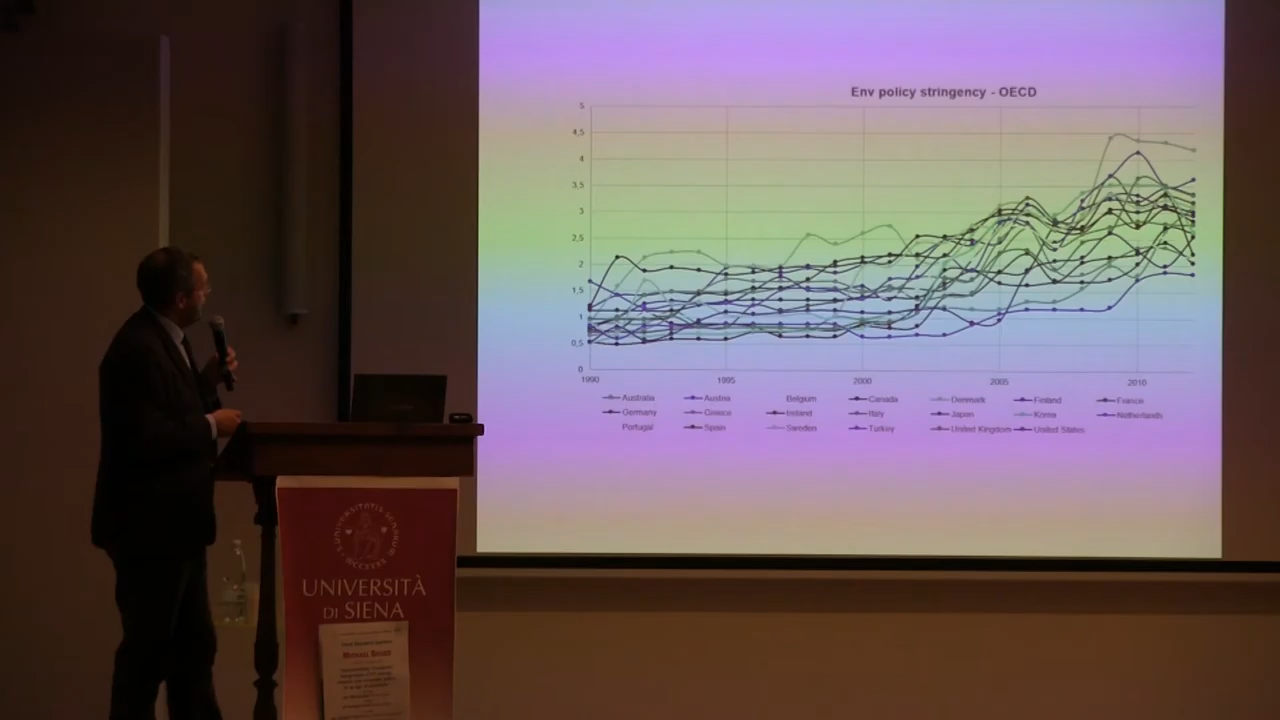 Env policy stringency - OECD
5
4,5
4
3,5
3
2,5
2
1,5
1
0,5
0
1990 1995 2000 2005 2010
Australia Austria Belgium Canada Denmark Finland France
Germany Greece Ireland Italy Japan Korea Netherlands
Portugal Spain Sweden Turkey United Kingdom United States
UNIVERSITÀ
DI SIENA
MICHAEL